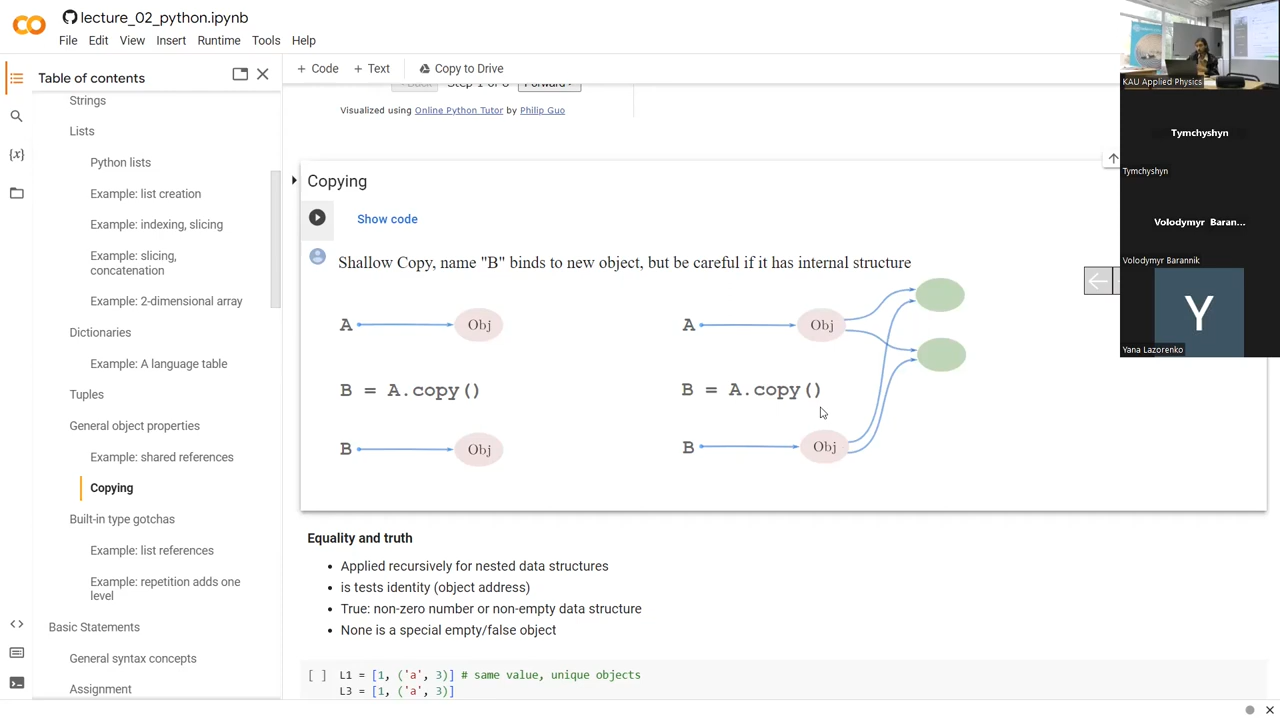 lecture_02_python.ipynb
File Edit View Insert Runtime Tools Help
Table of contents
+ Code + Text Copy to Drive
Strings
Lists
Python lists
Example: list creation
Example: indexing, slicing
Example: slicing,
concatenation
Example: 2-dimensional array
Dictionaries
Example: A language table
Tuples
General object properties
Example: shared references
Copying
Built-in type gotchas
Example: list references
Example: repetition adds one
level
Basic Statements
General syntax concepts
Assignment
{x}
Visualized using Online Python Tutor by Philip Guo
Copying
Show code
Shallow Copy, name "B" binds to new object, but be careful if it has internal structure
A Obj A Obj
B = A.copy() B = A.copy()
B Obj B Obj
Equality and truth
• Applied recursively for nested data structures
• is tests identity (object address)
• True: non-zero number or non-empty data structure
• None is a special empty/false object
[ ] L1 = [1, ('a', 3)] # same value, unique objects
L3 = [1, ('a', 3)]
KAU Applied Physics
Tymchyshyn
Tymchyshyn
Volodymyr Baran...
Volodymyr Barannik
Y
Yana Lazorenko